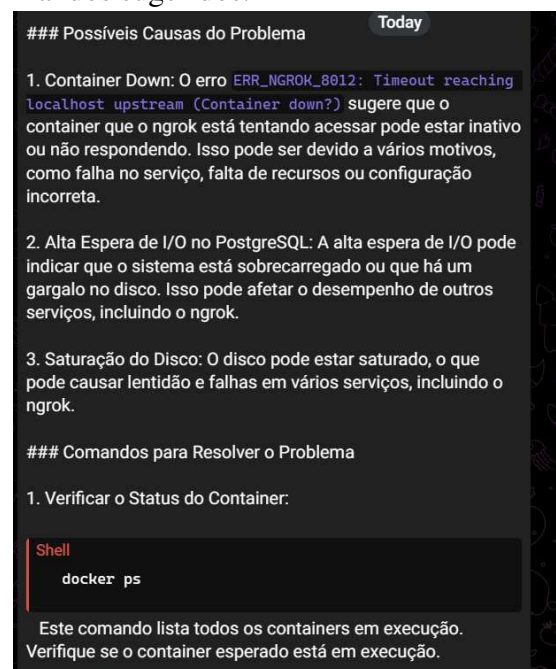 Today
### Possíveis Causas do Problema
1. Container Down: O erro ERR_NGROK_8012: Timeout reaching
localhost upstream (Container down?) sugere que o
container que o ngrok está tentando acessar pode estar inativo
ou não respondendo. Isso pode ser devido a vários motivos,
como falha no serviço, falta de recursos ou configuração
incorreta.
2. Alta Espera de I/O no PostgreSQL: A alta espera de I/O pode
indicar que o sistema está sobrecarregado ou que há um
gargalo no disco. Isso pode afetar o desempenho de outros
serviços, incluindo o ngrok.
3. Saturação do Disco: O disco pode estar saturado, o que
pode causar lentidão e falhas em vários serviços, incluindo o
ngrok.
### Comandos para Resolver o Problema
1. Verificar o Status do Container:
Shell
docker ps
Este comando lista todos os containers em execução.
Verifique se o container esperado está em execução.